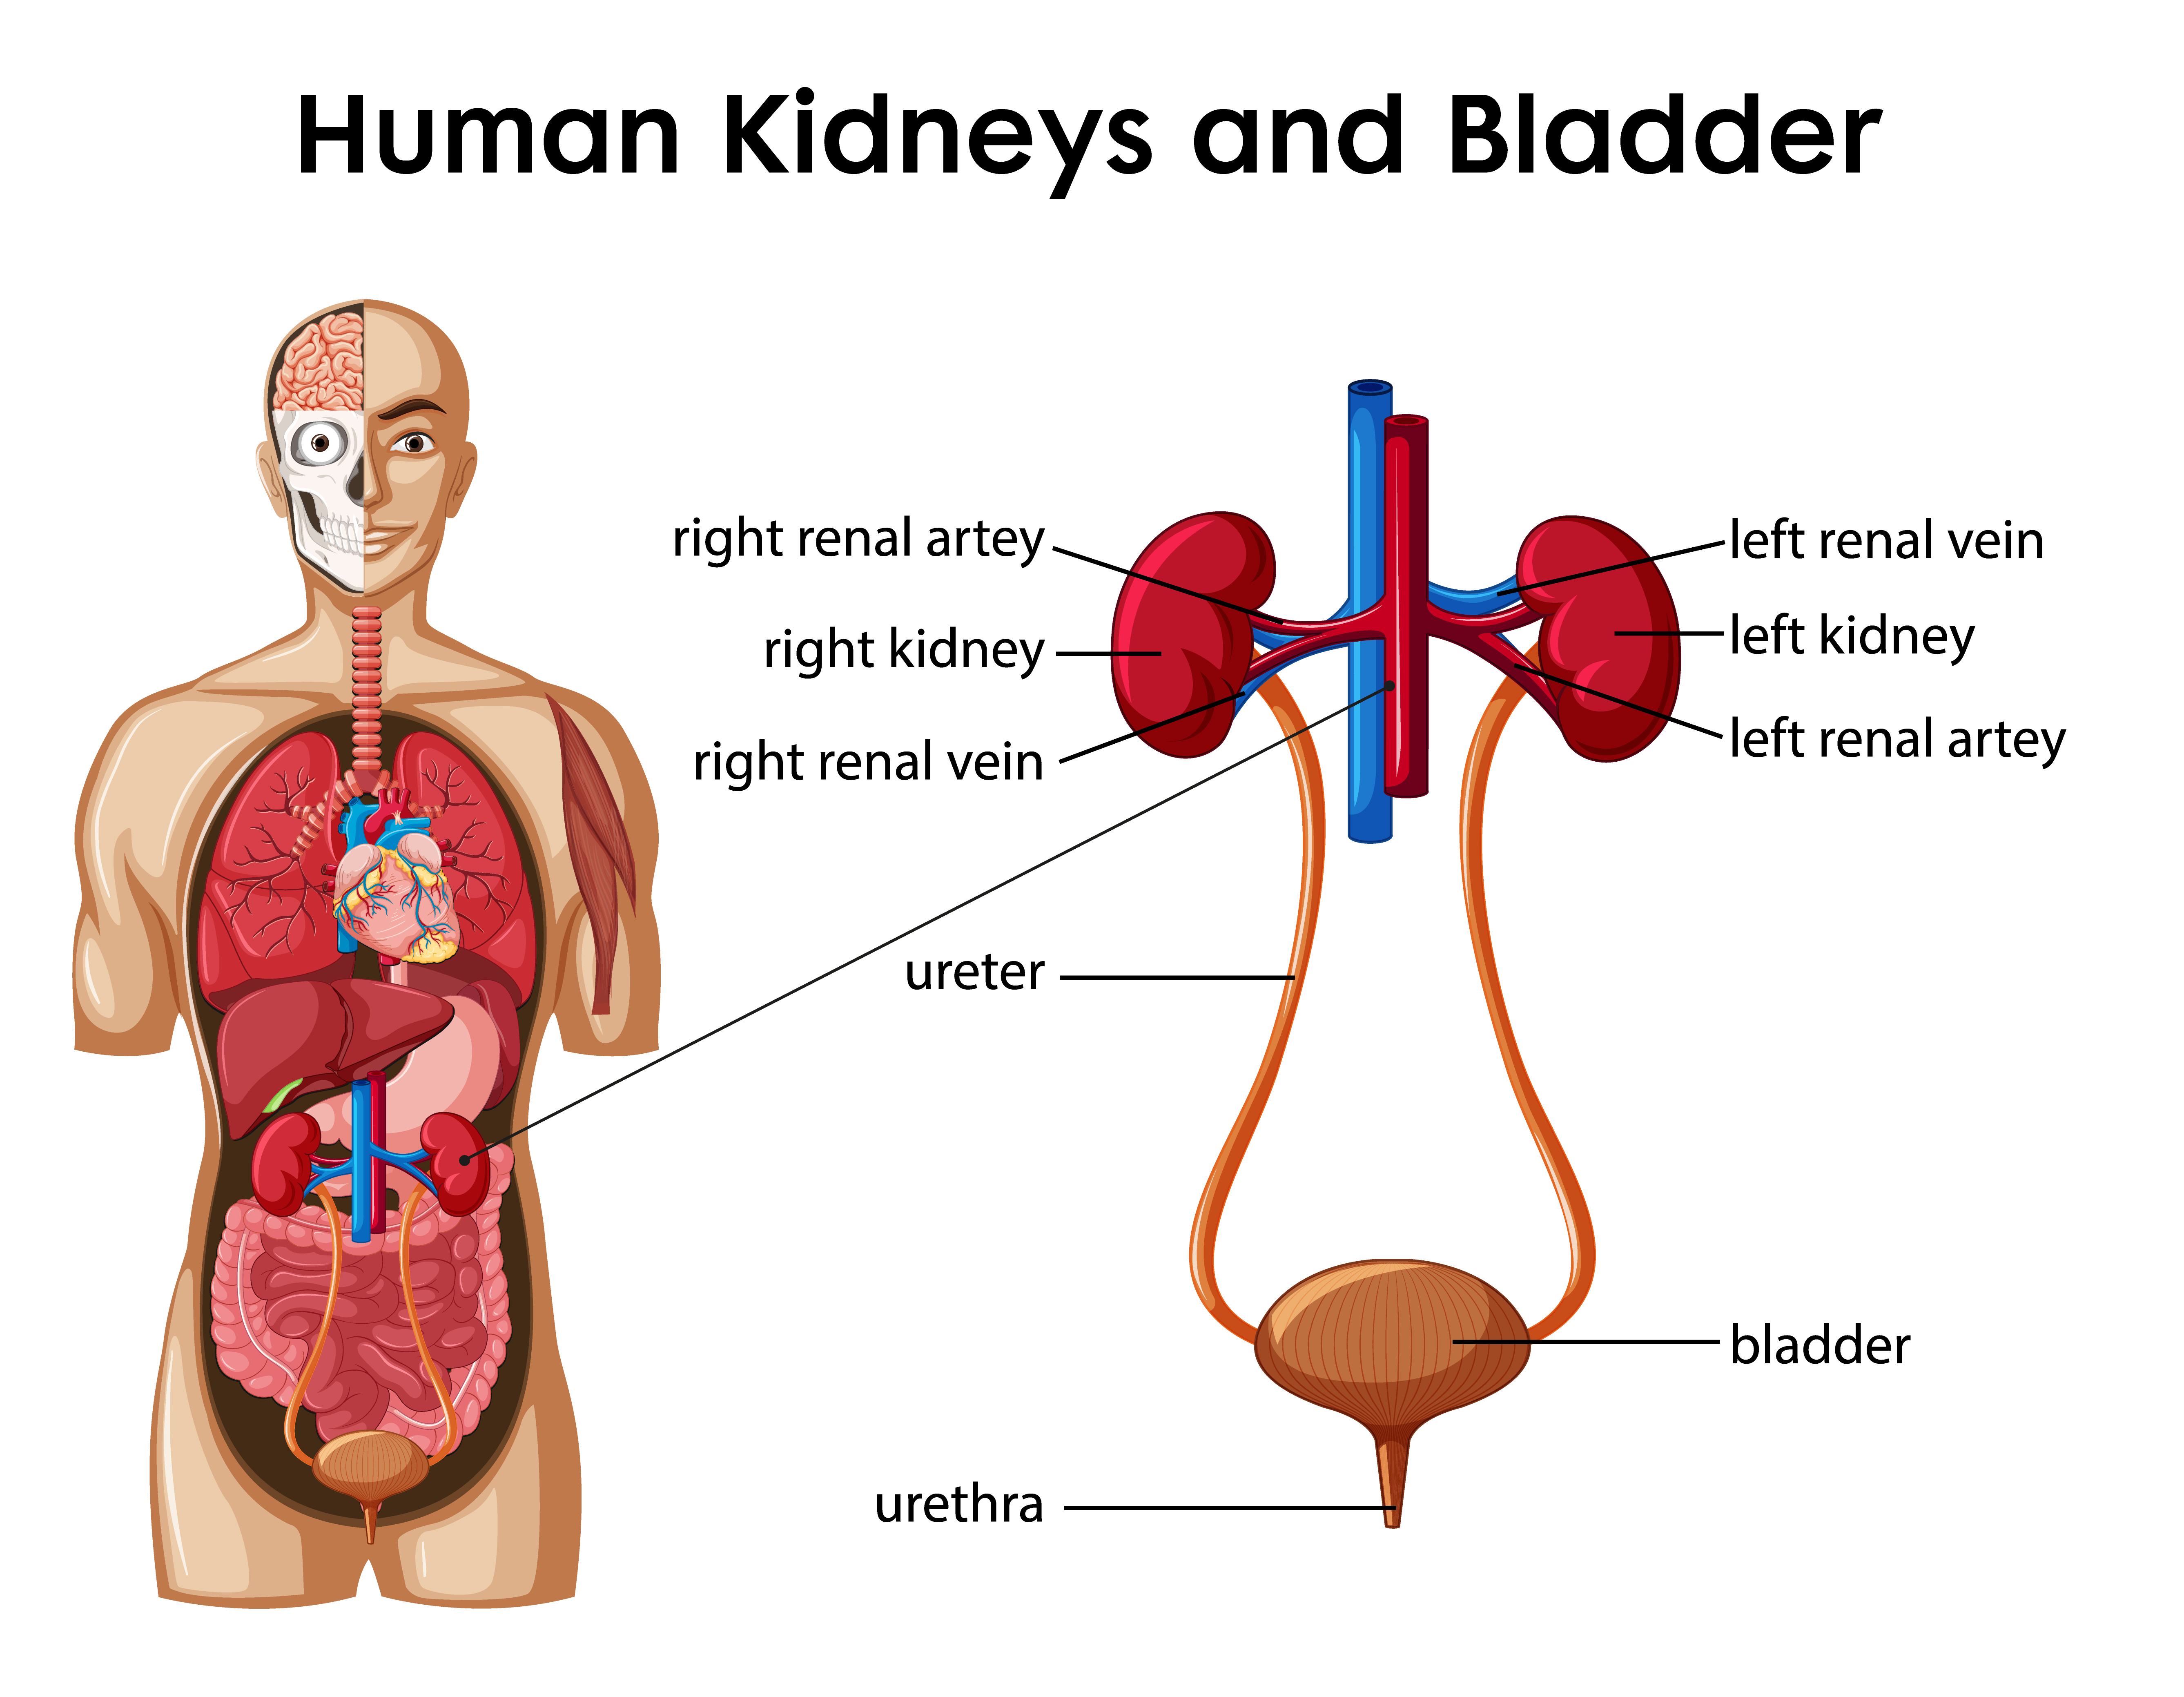 Human Kidneys and Bladder
right renal artey
right kidney
right renal vein
ureter
urethra
left renal vein
left kidney
left renal artey
bladder